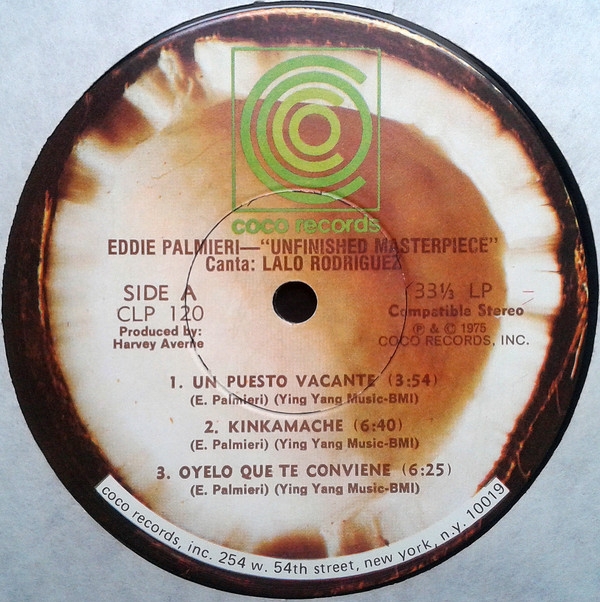 coco records
EDDIE PALMIERI—"UNFINISHED MASTERPIECE"
Canta: LALO RODRIGUEZ
SIDE A
CLP 120
Produced by:
Harvey Averne
33⅓ LP
Compatible Stereo
℗ & © 1975
COCO RECORDS, INC.
1. UN PUESTO VACANTE (3:54)
(E. Palmieri) (Ying Yang Music-BMI)
2. KINKAMACHE (6:40)
(E. Palmieri) (Ying Yang Music-BMI)
3. OYELO QUE TE CONVIENE (6:25)
(E. Palmieri) (Ying Yang Music-BMI)
coco records, inc. 254 w. 54th street, new york, n.y. 10019